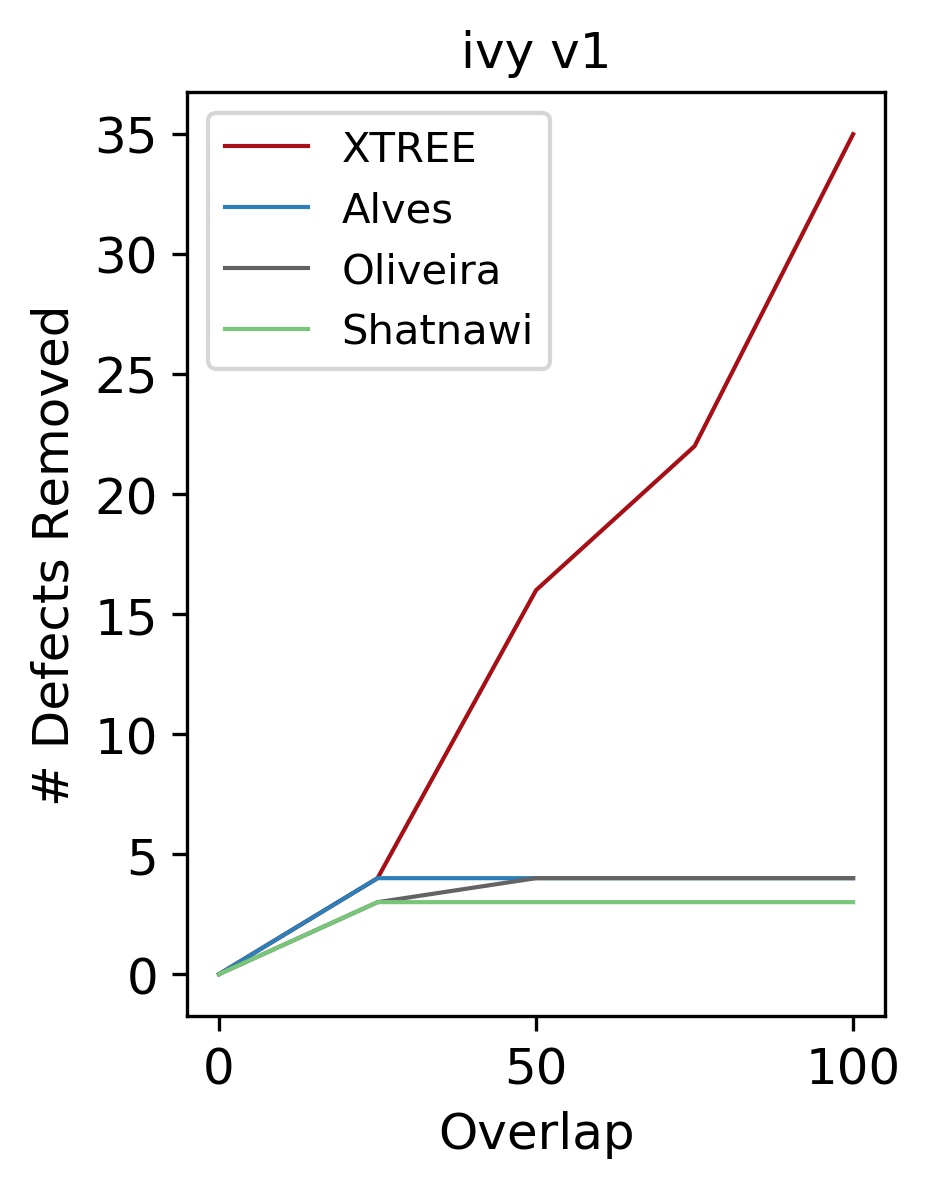 ivy v1
XTREE
Alves
Oliveira
Shatnawi
# Defects Removed
35
30
25
20
15
10
5
0
0 50 100
Overlap